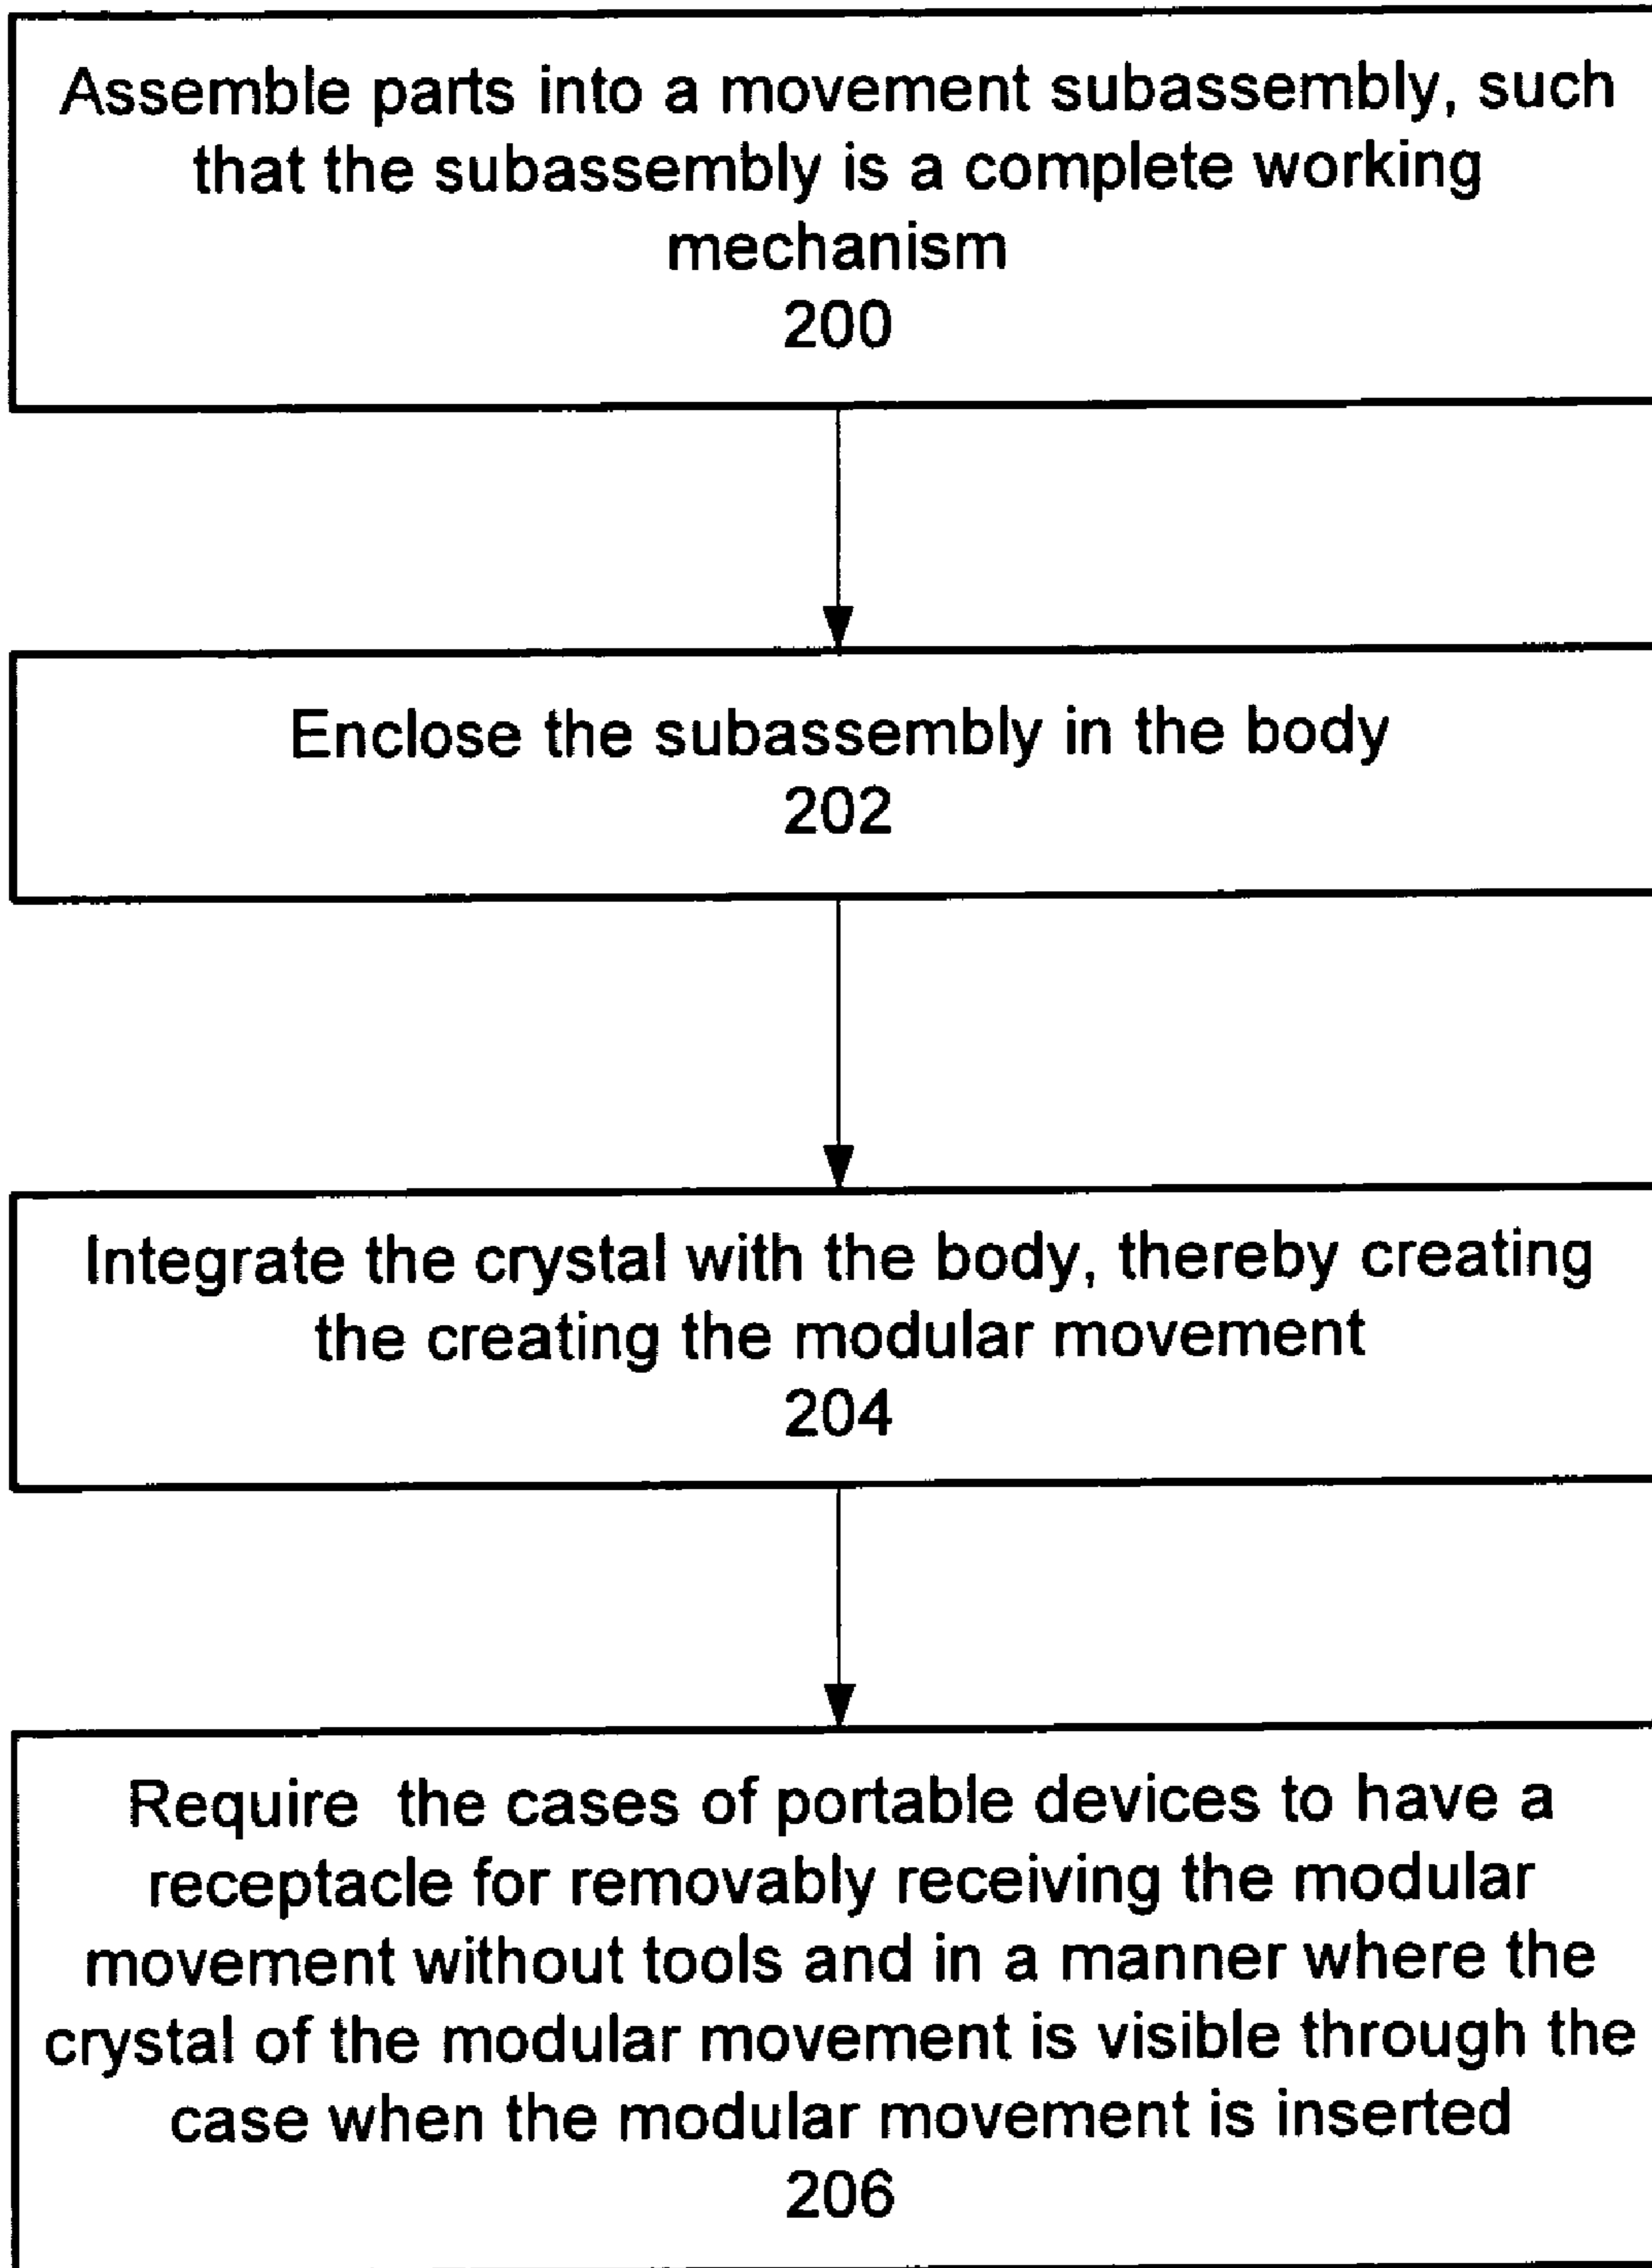 Assemble parts into a movement subassembly, such
that the subassembly is a complete working
mechanism
200
Enclose the subassembly in the body
202
Integrate the crystal with the body, thereby creating
the creating the modular movement
204
Require the cases of portable devices to have a
receptacle for removably receiving the modular
movement without tools and in a manner where the
crystal of the modular movement is visible through the
case when the modular movement is inserted
206